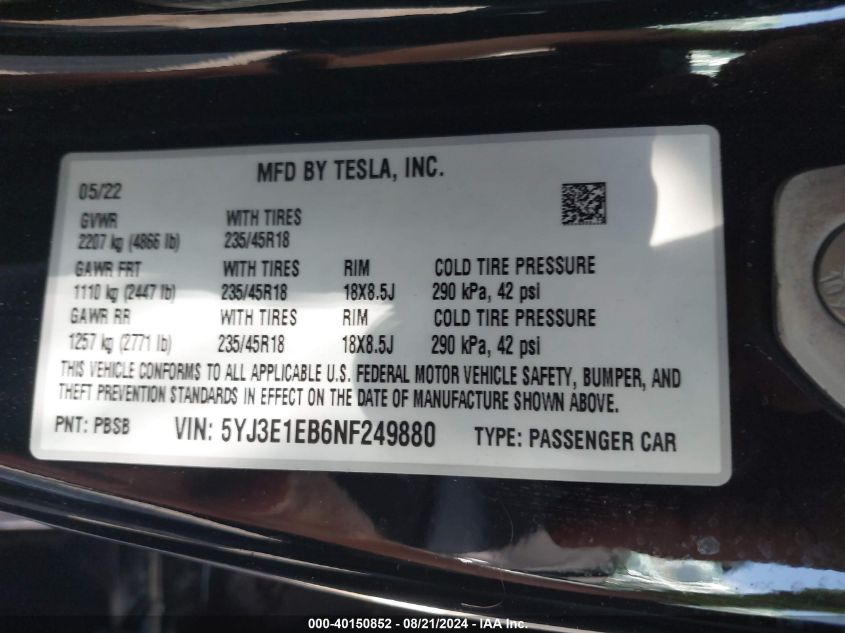 MFD BY TESLA, INC.
05/22
GVWR WITH TIRES
2207 kg (4866 lb) 235/45R18
GAWR FRT WITH TIRES RIM COLD TIRE PRESSURE
1110 kg (2447 lb) 235/45R18 18X8.5J 290 kPa, 42 psi
GAWR RR WITH TIRES RIM COLD TIRE PRESSURE
1257 kg (2771 lb) 235/45R18 18X8.5J 290 kPa, 42 psi
THIS VEHICLE CONFORMS TO ALL APPLICABLE U.S. FEDERAL MOTOR VEHICLE SAFETY, BUMPER, AND
THEFT PREVENTION STANDARDS IN EFFECT ON THE DATE OF MANUFACTURE SHOWN ABOVE.
PNT: PBSB VIN: 5YJ3E1EB6NF249880 TYPE: PASSENGER CAR
000-40150852 - 08/21/2024 - IAA Inc.